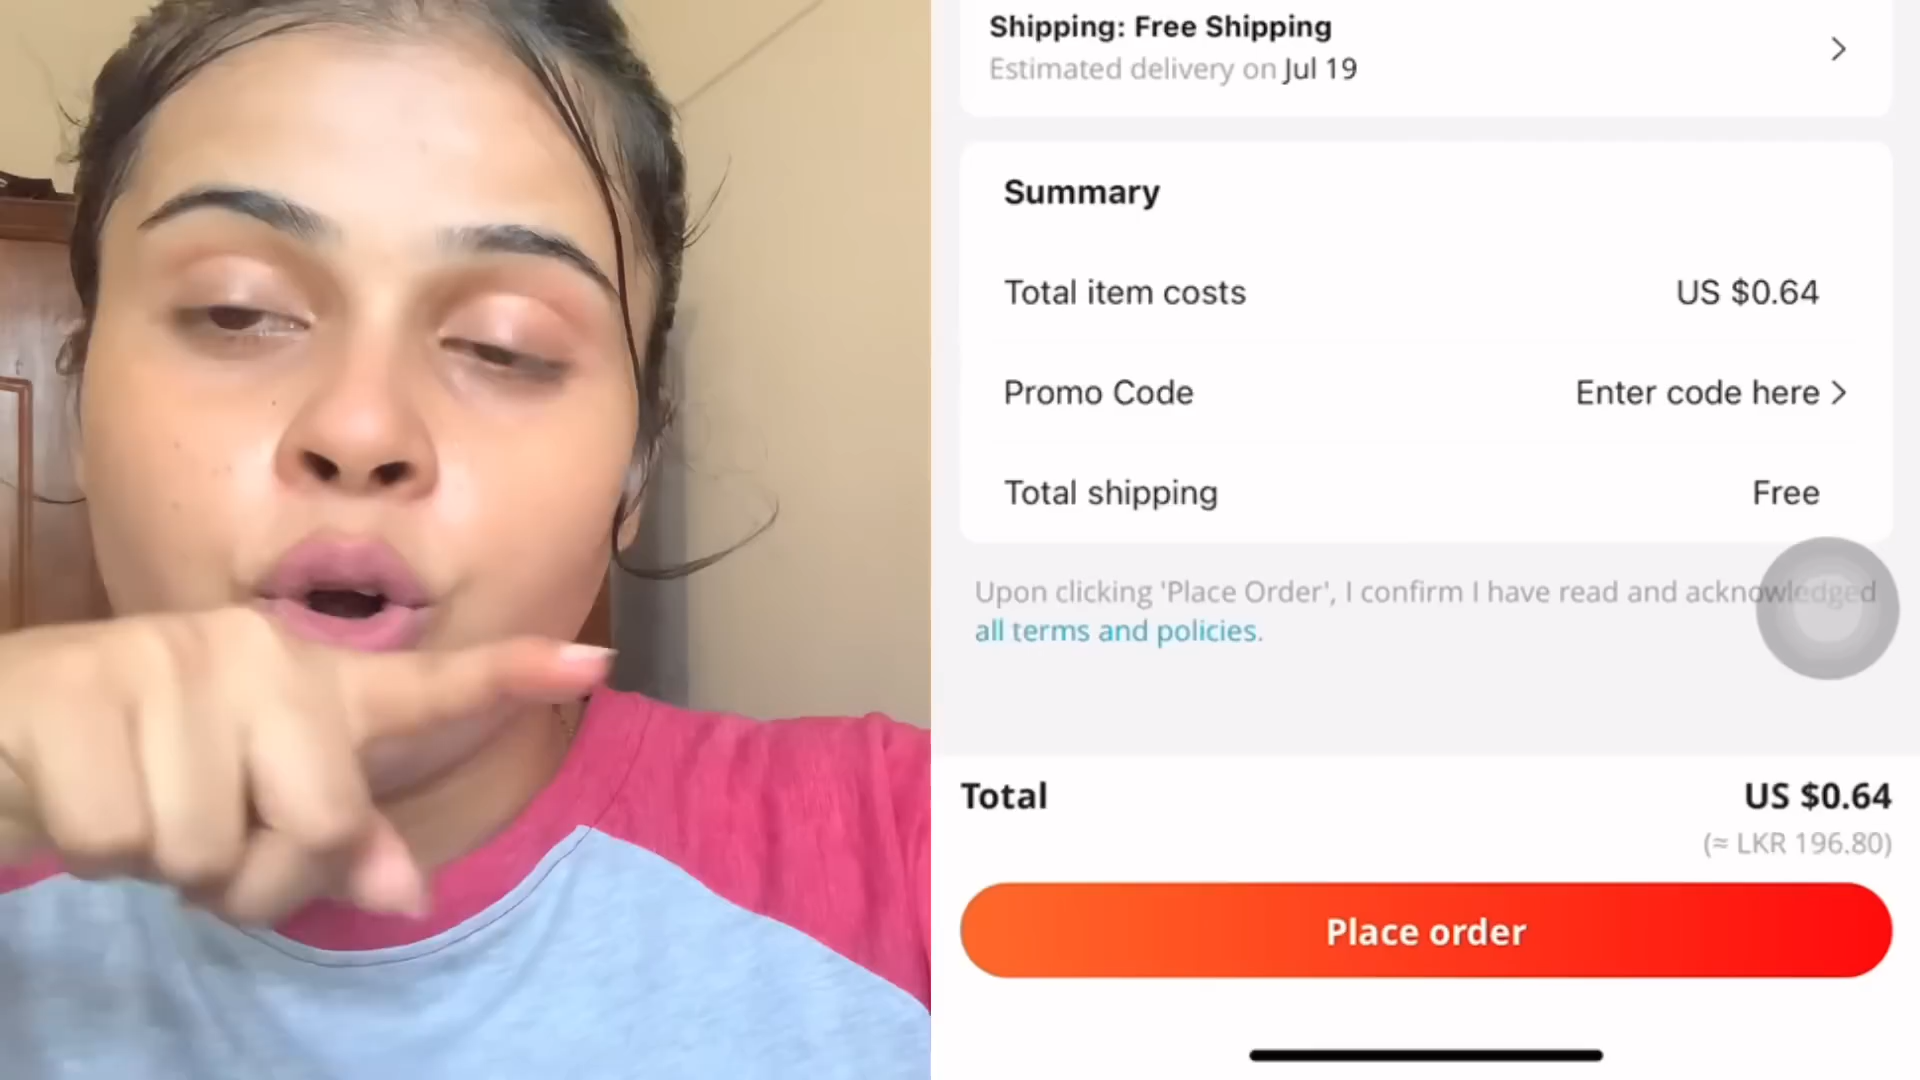 Shipping: Free Shipping
Estimated delivery on Jul 19
Summary
Total item costs US $0.64
Promo Code Enter code here >
Total shipping Free
Upon clicking 'Place Order', I confirm I have read and acknowledged
all terms and policies.
Total US $0.64
(≈ LKR 196.80)
Place order